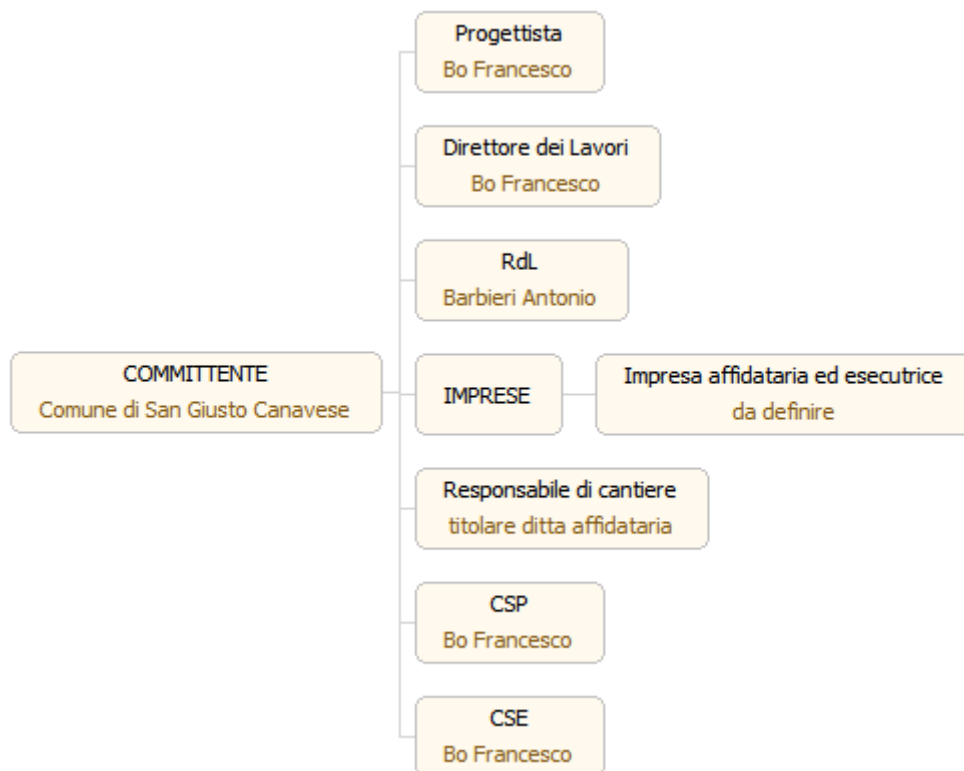 Progettista
Bo Francesco
Direttore dei Lavori
Bo Francesco
RdL
Barbieri Antonio
COMMITTENTE
Comune di San Giusto Canavese
IMPRESE
Impresa affidataria ed esecutrice
da definire
Responsabile di cantiere
titolare ditta affidataria
CSP
Bo Francesco
CSE
Bo Francesco